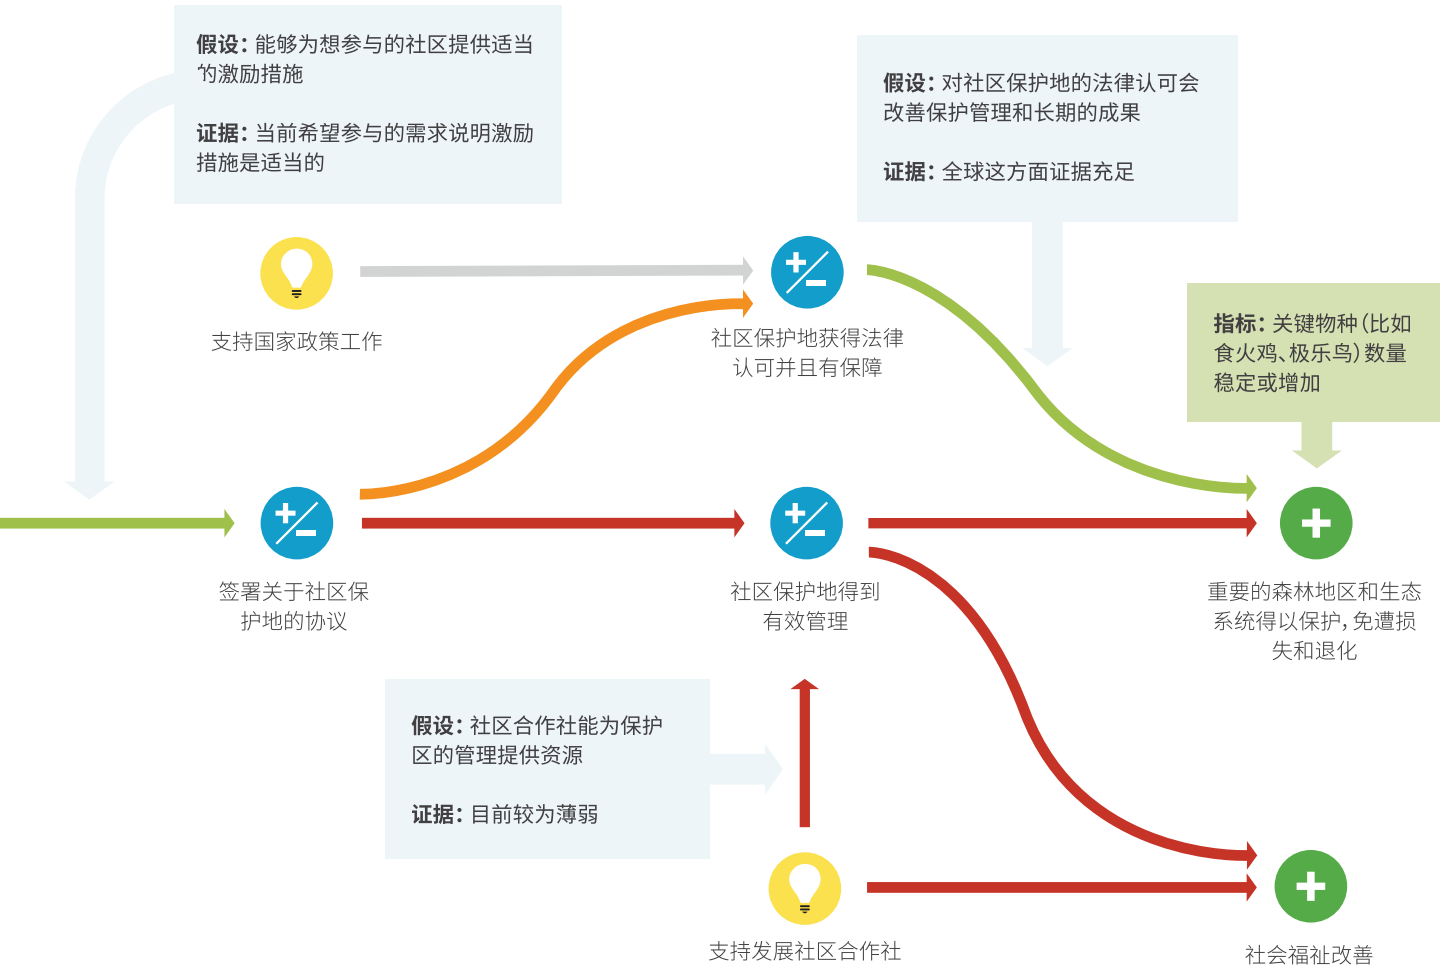 假设：能够为想参与的社区提供适当
的激励措施
证据：当前希望参与的需求说明激励
措施是适当的
假设：对社区保护地的法律认可会
改善保护管理和长期的成果
证据：全球这方面证据充足
支持国家政策工作
社区保护地获得法律
认可并且有保障
指标：关键物种（比如
食火鸡、极乐鸟）数量
稳定或增加
签署关于社区保
护地的协议
社区保护地得到
有效管理
重要的森林地区和生态
系统得以保护，免遭损
失和退化
假设：社区合作社能为保护
区的管理提供资源
证据：目前较为薄弱
支持发展社区合作社
社会福祉改善